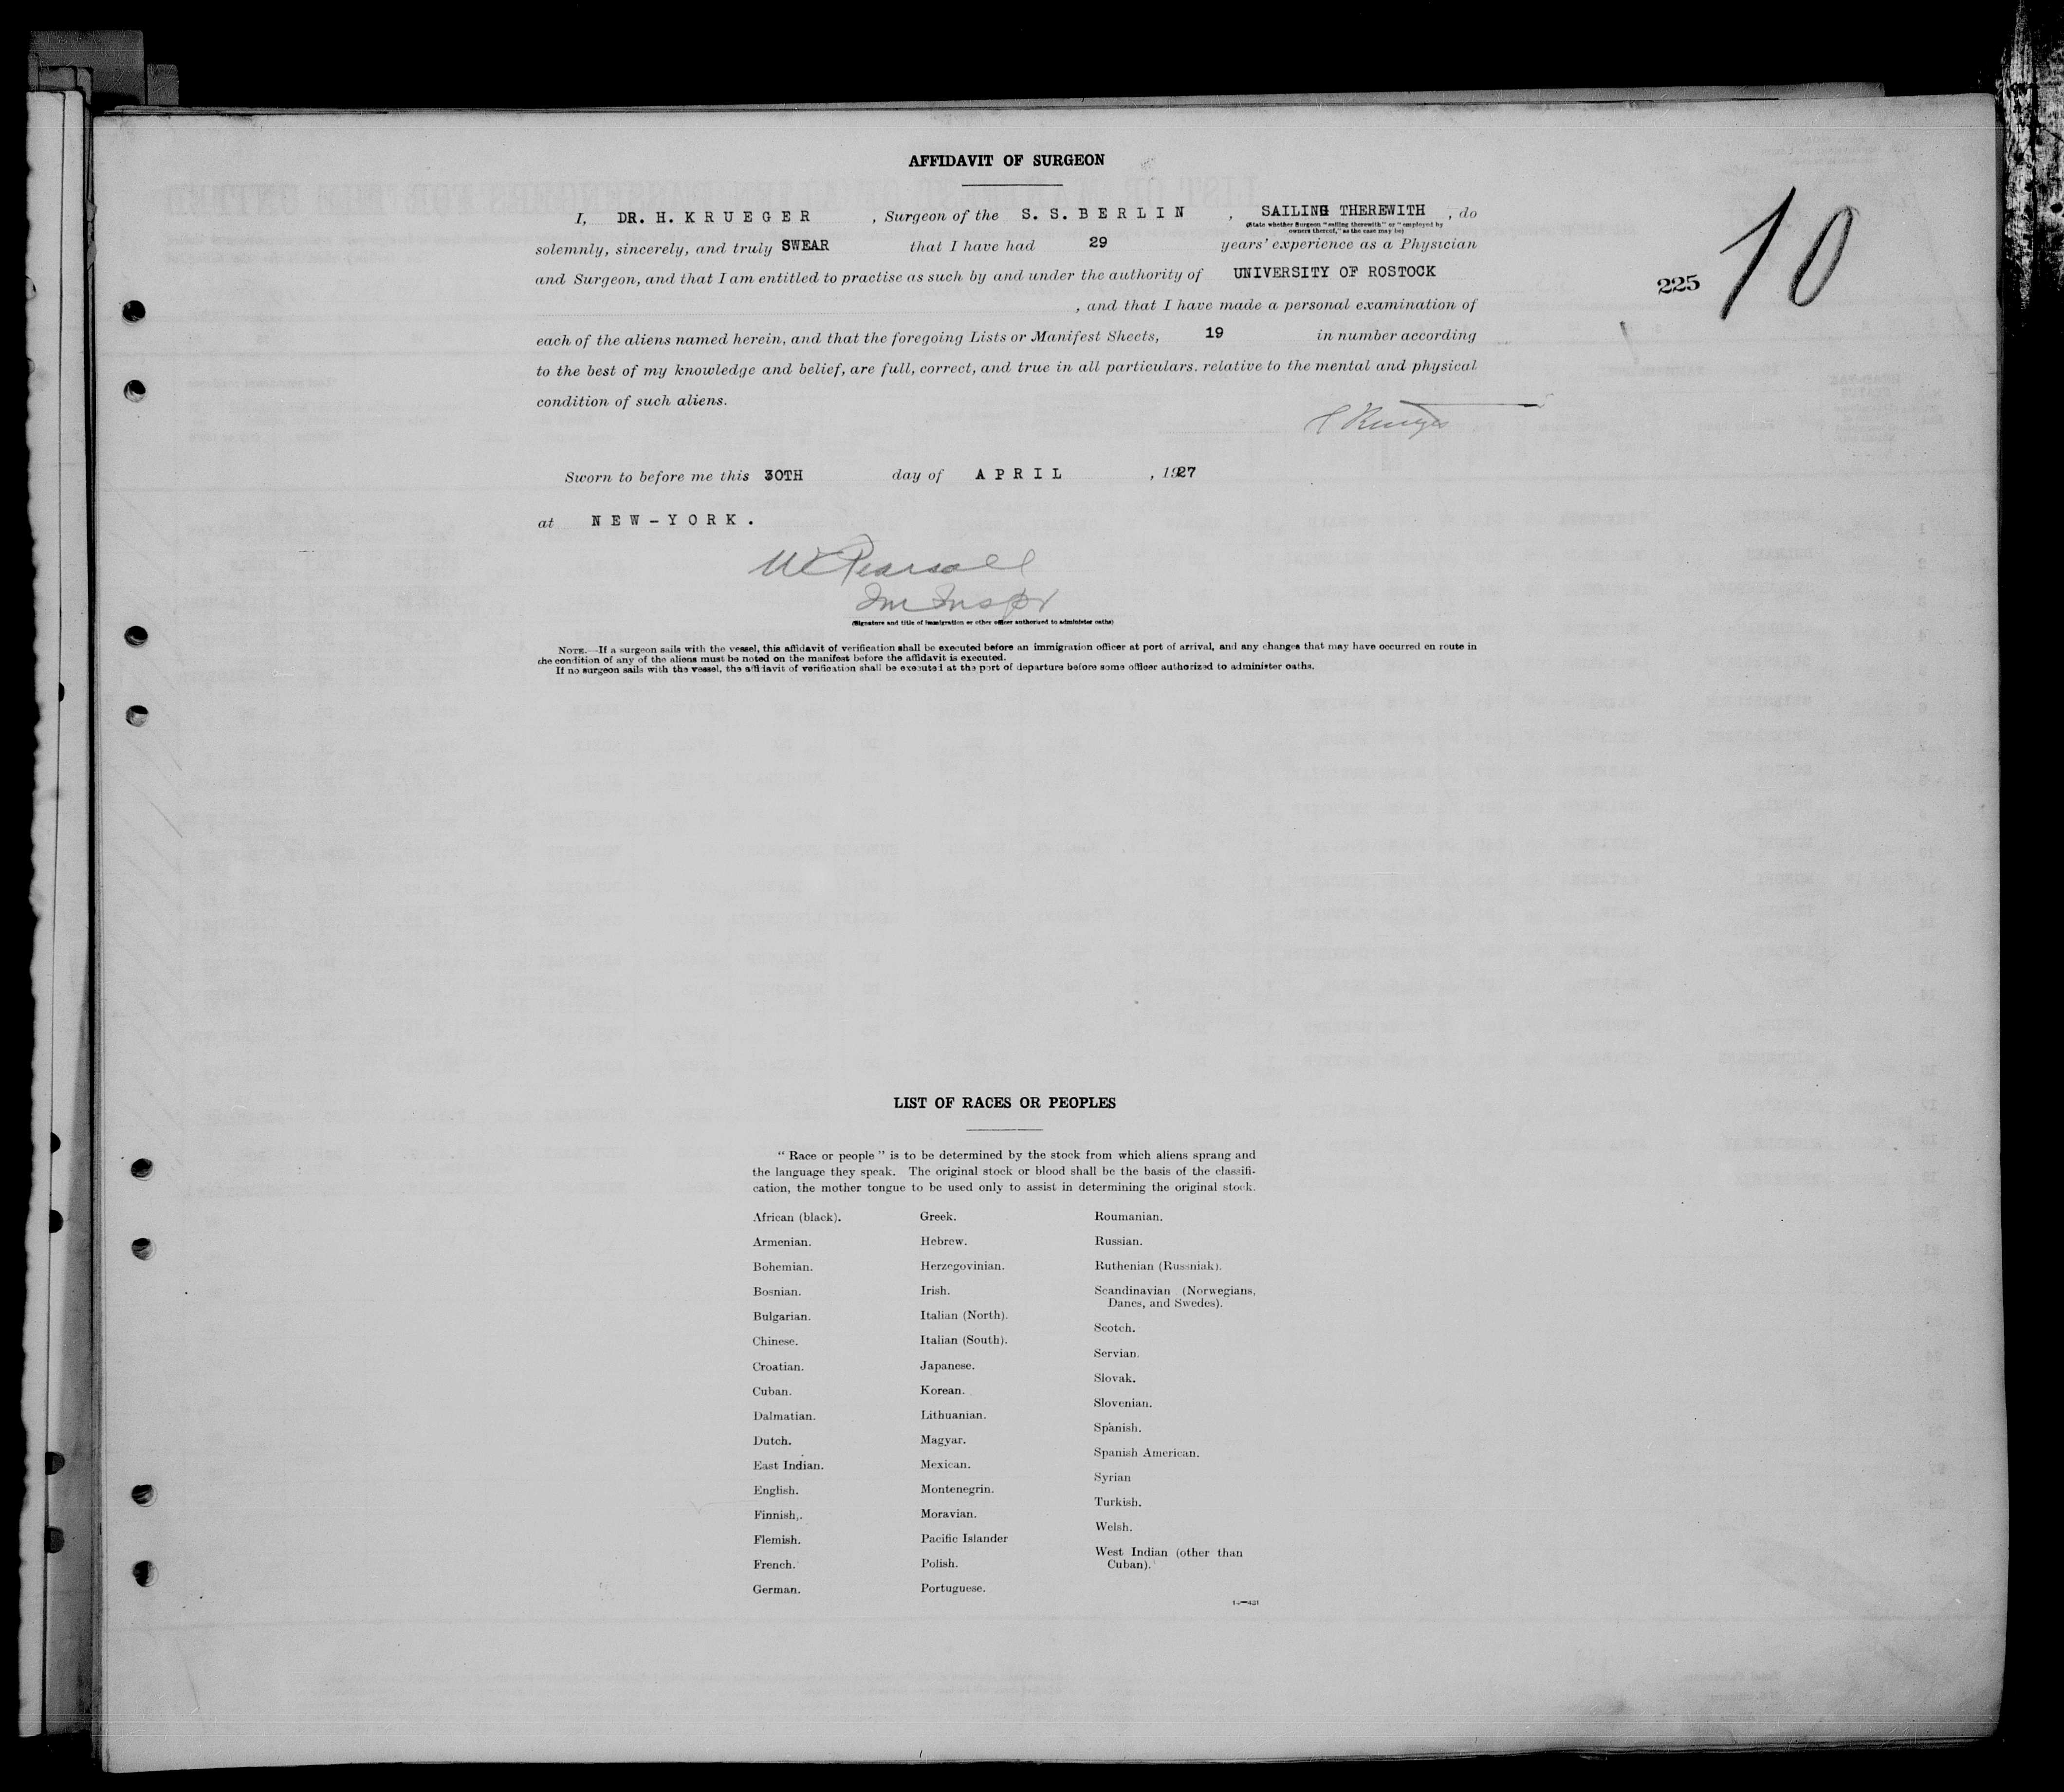 AFFIDAVIT OF SURGEON
I, DR. H. KRUEGER , Surgeon of the S. S. BERLIN , SAILING THEREWITH , do
(State whether Surgeon "sailing therewith" or "employed by
owners thereof," as the case may be)
solemnly, sincerely, and truly SWEAR that I have had 29 years' experience as a Physician
and Surgeon, and that I am entitled to practise as such by and under the authority of UNIVERSITY OF ROSTOCK
, and that I have made a personal examination of
each of the aliens named herein, and that the foregoing Lists or Manifest Sheets, 19 in number according
to the best of my knowledge and belief, are full, correct, and true in all particulars. relative to the mental and physical
condition of such aliens.
H Krueger
225
10
Sworn to before me this 30TH day of APRIL , 1927
at NEW-YORK.
W Pearsall
Im Inspr
(Signature and title of immigration or other officer authorized to administer oaths)
NOTE.—If a surgeon sails with the vessel, this affidavit of verification shall be executed before an immigration officer at port of arrival, and any changes that may have occurred en route in
the condition of any of the aliens must be noted on the manifest before the affidavit is executed.
If no surgeon sails with the vessel, the affidavit of verification shall be executed at the port of departure before some officer authorized to administer oaths.
LIST OF RACES OR PEOPLES
"Race or people" is to be determined by the stock from which aliens sprang and
the language they speak. The original stock or blood shall be the basis of the classifi-
cation, the mother tongue to be used only to assist in determining the original stock.
African (black).
Armenian.
Bohemian.
Bosnian.
Bulgarian.
Chinese.
Croatian.
Cuban.
Dalmatian.
Dutch.
East Indian.
English.
Finnish.
Flemish.
French.
German.
Greek.
Hebrew.
Herzegovinian.
Irish.
Italian (North).
Italian (South).
Japanese.
Korean.
Lithuanian.
Magyar.
Mexican.
Montenegrin.
Moravian.
Pacific Islander
Polish.
Portuguese.
Roumanian.
Russian.
Ruthenian (Russniak).
Scandinavian (Norwegians,
Danes, and Swedes).
Scotch.
Servian.
Slovak.
Slovenian.
Spanish.
Spanish American.
Syrian
Turkish.
Welsh.
West Indian (other than
Cuban).